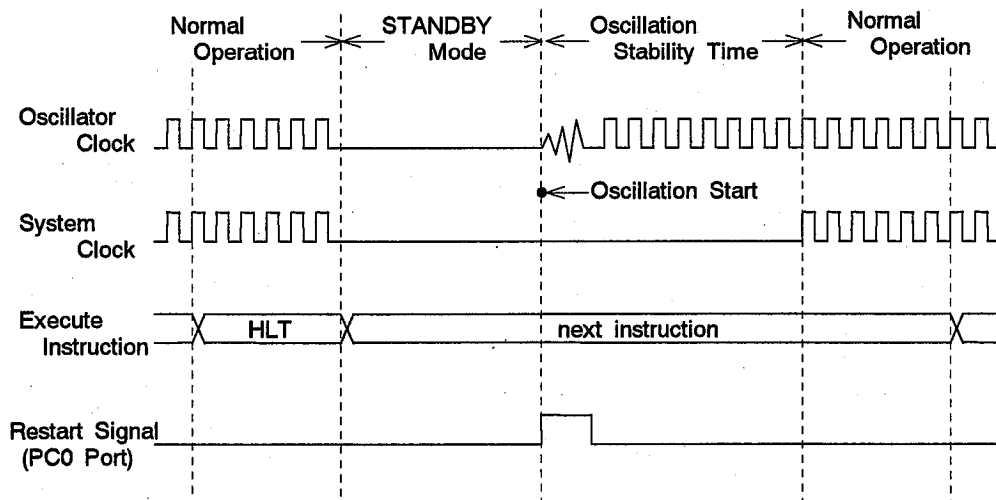 Normal
Operation
STANDBY
Mode
Oscillation
Stability Time
Normal
Operation
Oscillator
Clock
Oscillation Start
System
Clock
Execute
Instruction
HLT
next instruction
Restart Signal
(PC0 Port)